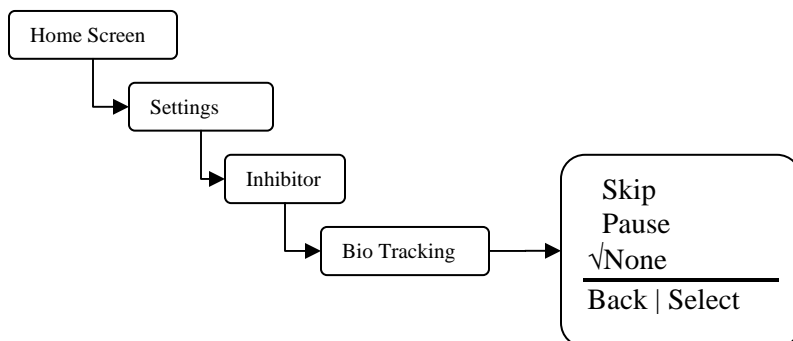 Home Screen
Settings
Inhibitor
Bio Tracking
Skip
Pause
√None
Back | Select